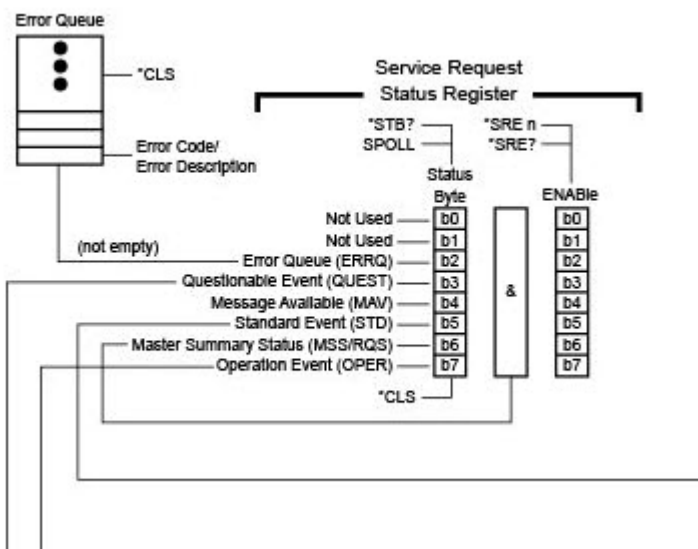 Error Queue
*CLS
Error Code/
Error Description
(not empty)
Service Request
Status Register
*STB?
SPOLL
*SRE n
*SRE?
Status
Byte
ENABle
Not Used
b0
b0
Not Used
b1
b1
Error Queue (ERRQ)
b2
b2
Questionable Event (QUEST)
b3
b3
&
Message Available (MAV)
b4
b4
Standard Event (STD)
b5
b5
Master Summary Status (MSS/RQS)
b6
b6
Operation Event (OPER)
b7
b7
*CLS